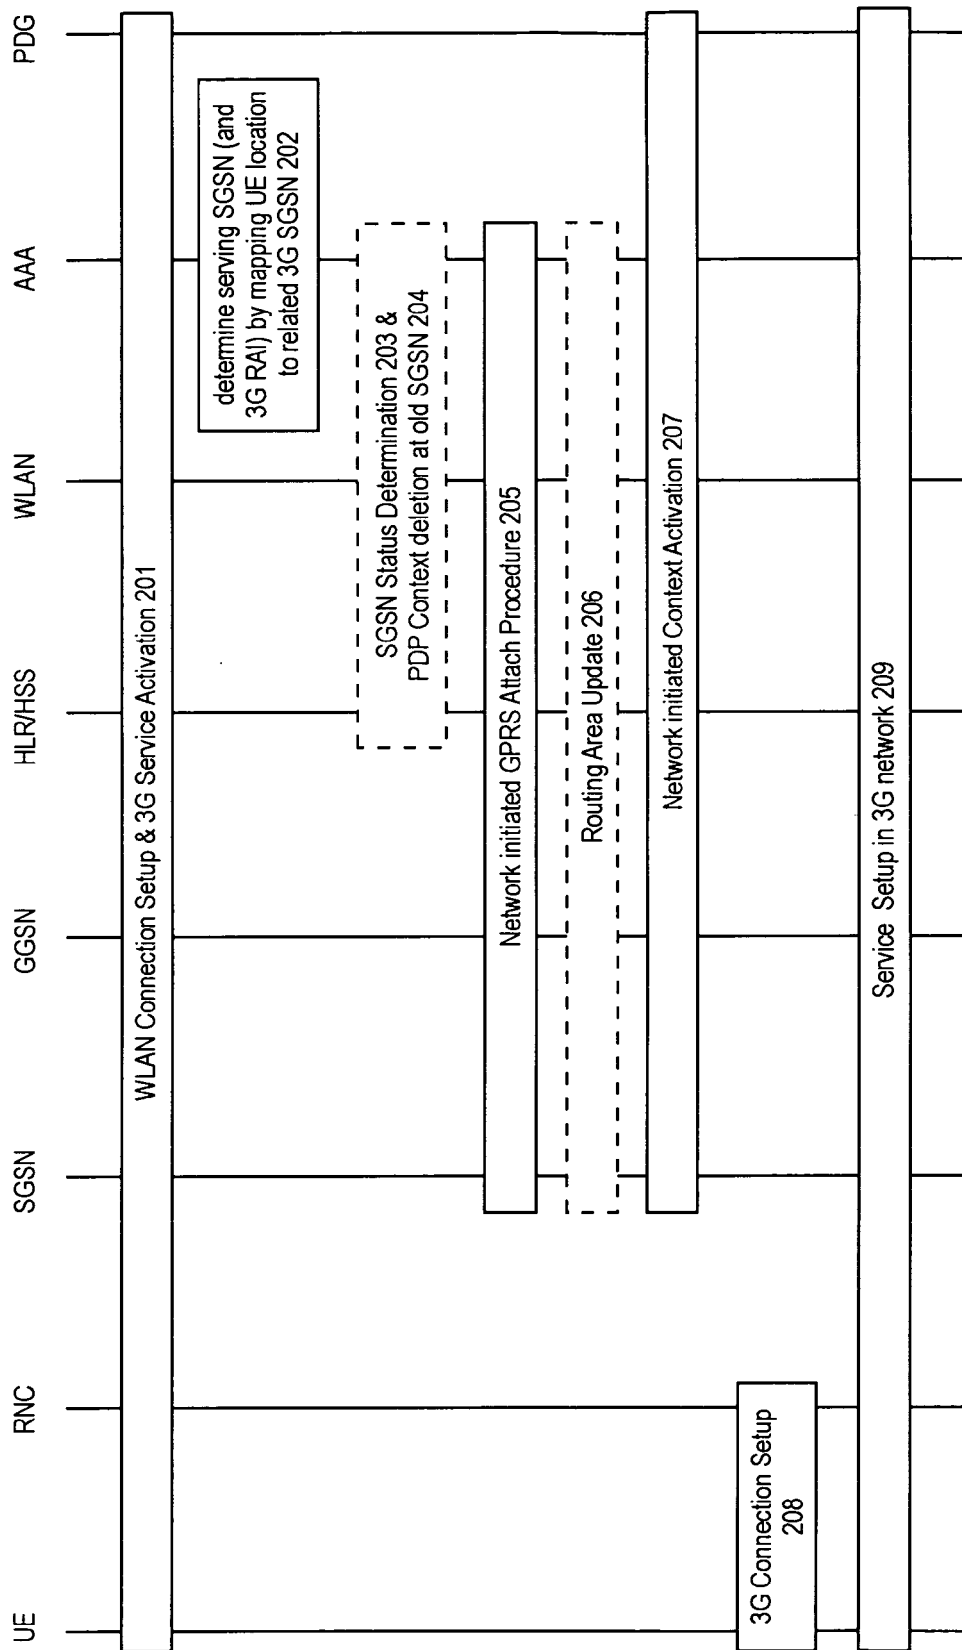 UE
RNC
SGSN
GGSN
HLR/HSS
WLAN
AAA
PDG
WLAN Connection Setup & 3G Service Activation 201
determine serving SGSN (and
3G RAI) by mapping UE location
to related 3G SGSN 202
SGSN Status Determination 203 &
PDP Context deletion at old SGSN 204
Network initiated GPRS Attach Procedure 205
Routing Area Update 206
Network initiated Context Activation 207
3G Connection Setup
208
Service Setup in 3G network 209